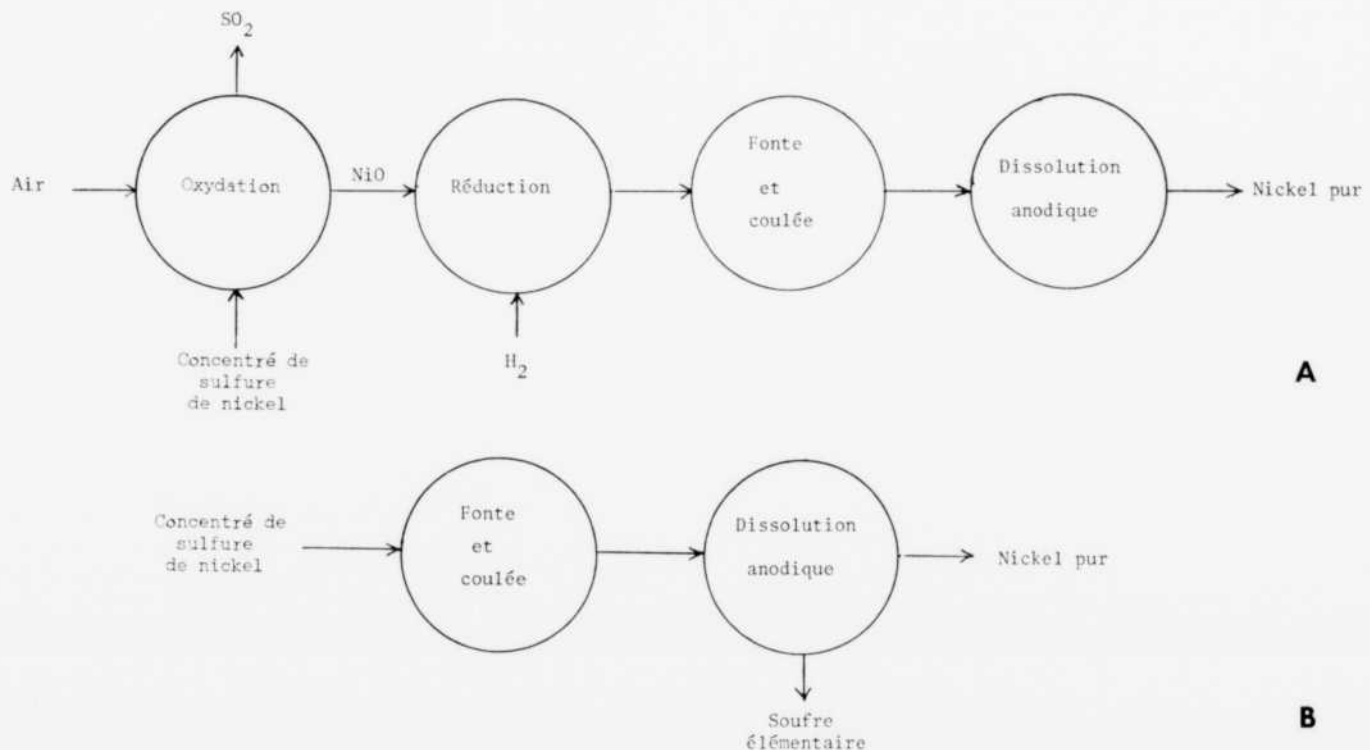 SO2
Air
Oxydation
NiO
Réduction
Fonte
et
coulée
Dissolution
anodique
Nickel pur
Concentré de
sulfure
de nickel
H2
A
Concentré de
sulfure
de nickel
Fonte
et
coulée
Dissolution
anodique
Nickel pur
Soufre
élémentaire
B